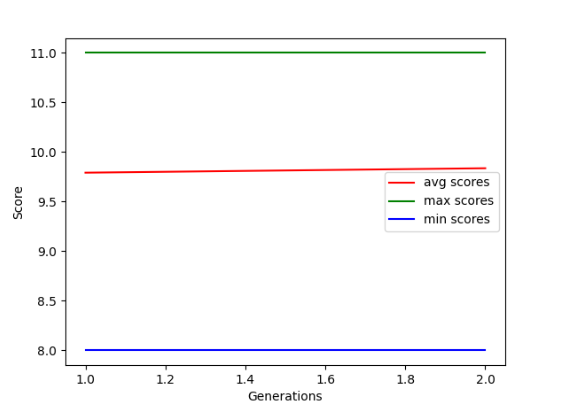 11.0
10.5
10.0
9.5
9.0
8.5
8.0
Score
avg scores
max scores
min scores
1.0 1.2 1.4 1.6 1.8 2.0
Generations